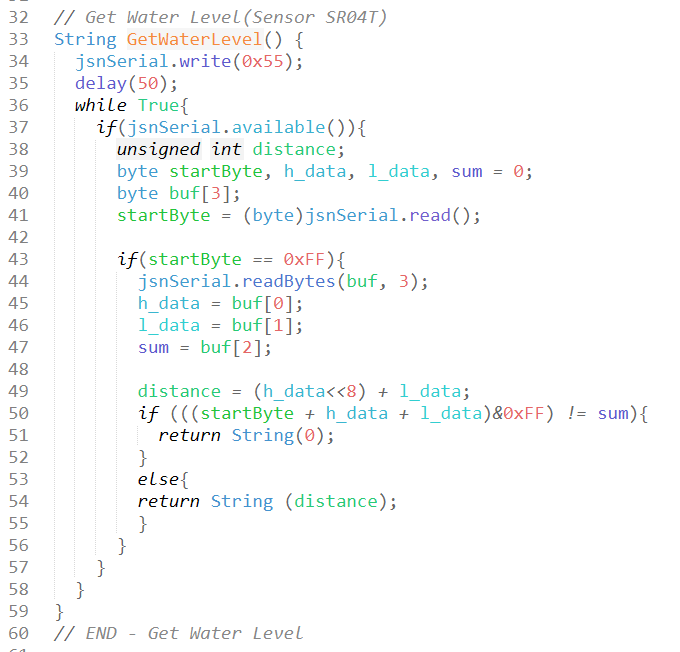 32 // Get Water Level(Sensor SR04T)
33 String GetWaterLevel() {
34 jsnSerial.write(0x55);
35 delay(50);
36 while True{
37 if(jsnSerial.available()){
38 unsigned int distance;
39 byte startByte, h_data, l_data, sum = 0;
40 byte buf[3];
41 startByte = (byte)jsnSerial.read();
42
43 if(startByte == 0xFF){
44 jsnSerial.readBytes(buf, 3);
45 h_data = buf[0];
46 l_data = buf[1];
47 sum = buf[2];
48
49 distance = (h_data<<8) + l_data;
50 if (((startByte + h_data + l_data)&0xFF) != sum){
51 return String(0);
52 }
53 else{
54 return String (distance);
55 }
56 }
57 }
58 }
59 }
60 // END - Get Water Level